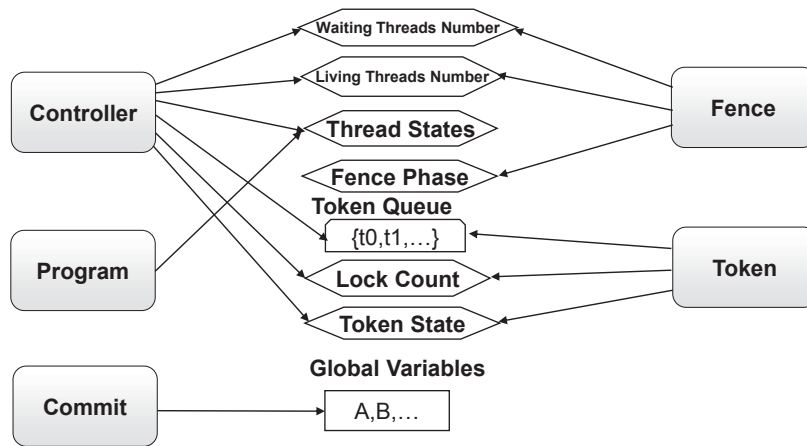 Waiting Threads Number
Living Threads Number
Controller
Fence
Thread States
Fence Phase
Token Queue
{t0,t1,...}
Program
Token
Lock Count
Token State
Global Variables
Commit
A,B,...